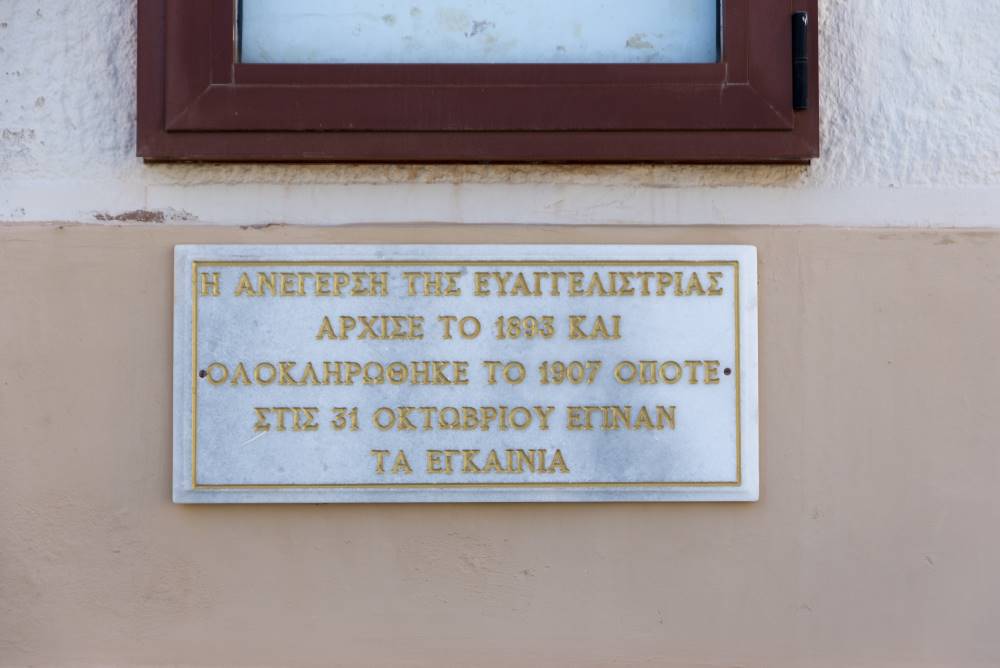 Η ΑΝΕΓΕΡΣΗ ΤΗΣ ΕΥΑΓΓΕΛΙΣΤΡΙΑΣ
ΑΡΧΙΣΕ ΤΟ 1893 ΚΑΙ
ΟΛΟΚΛΗΡΩΘΗΚΕ ΤΟ 1907 ΟΠΟΤΕ
ΣΤΙΣ 31 ΟΚΤΩΒΡΙΟΥ ΕΓΙΝΑΝ
ΤΑ ΕΓΚΑΙΝΙΑ